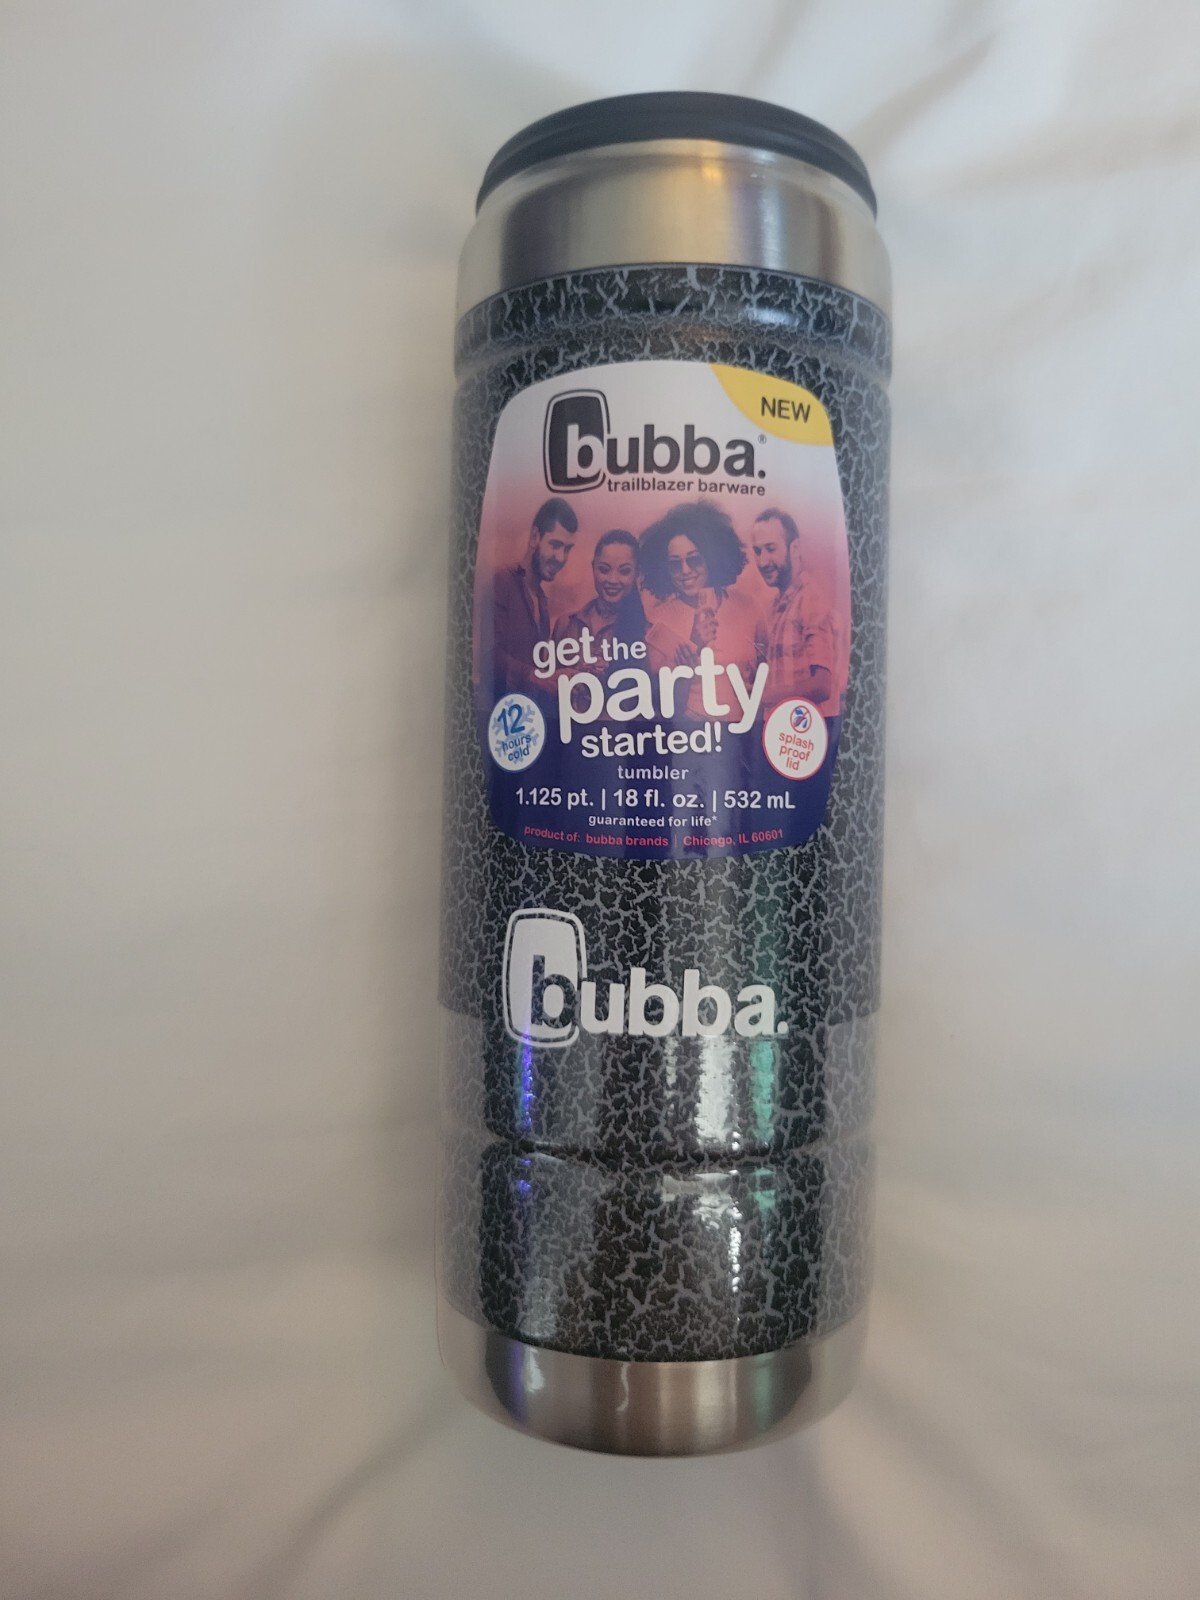 NEW
bubba.®
trailblazer barware
get the
party
started!
12
hours
cold
splash
proof
lid
tumbler
1.125 pt. | 18 fl. oz. | 532 mL
guaranteed for life*
product of: bubba brands | Chicago, IL 60601
bubba.